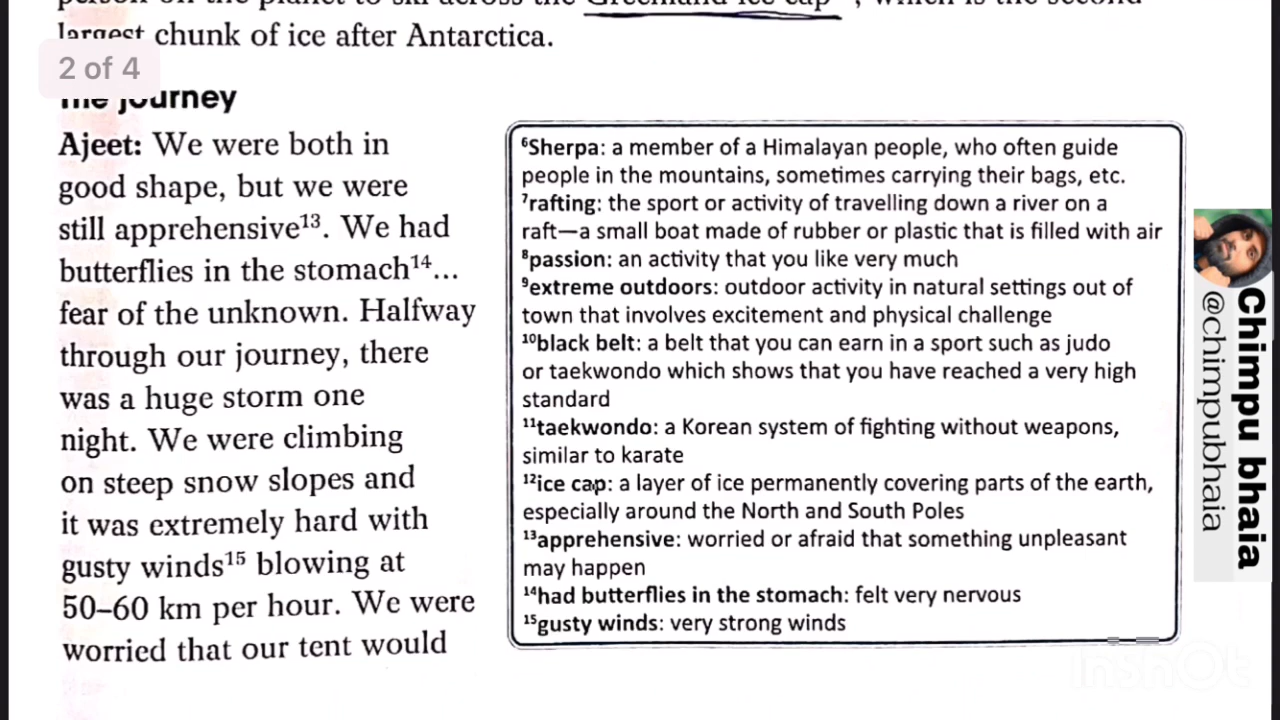 person on the planet to ski across the Greenland ice cap , which is the second
largest chunk of ice after Antarctica.
2 of 4
The Journey
Ajeet: We were both in
good shape, but we were
still apprehensive¹³. We had
butterflies in the stomach¹⁴...
fear of the unknown. Halfway
through our journey, there
was a huge storm one
night. We were climbing
on steep snow slopes and
it was extremely hard with
gusty winds¹⁵ blowing at
50–60 km per hour. We were
worried that our tent would
⁶Sherpa: a member of a Himalayan people, who often guide
people in the mountains, sometimes carrying their bags, etc.
⁷rafting: the sport or activity of travelling down a river on a
raft—a small boat made of rubber or plastic that is filled with air
⁸passion: an activity that you like very much
⁹extreme outdoors: outdoor activity in natural settings out of
town that involves excitement and physical challenge
¹⁰black belt: a belt that you can earn in a sport such as judo
or taekwondo which shows that you have reached a very high
standard
¹¹taekwondo: a Korean system of fighting without weapons,
similar to karate
¹²ice cap: a layer of ice permanently covering parts of the earth,
especially around the North and South Poles
¹³apprehensive: worried or afraid that something unpleasant
may happen
¹⁴had butterflies in the stomach: felt very nervous
¹⁵gusty winds: very strong winds
Chimpu bhaia
@chimpubhaia
InShOt